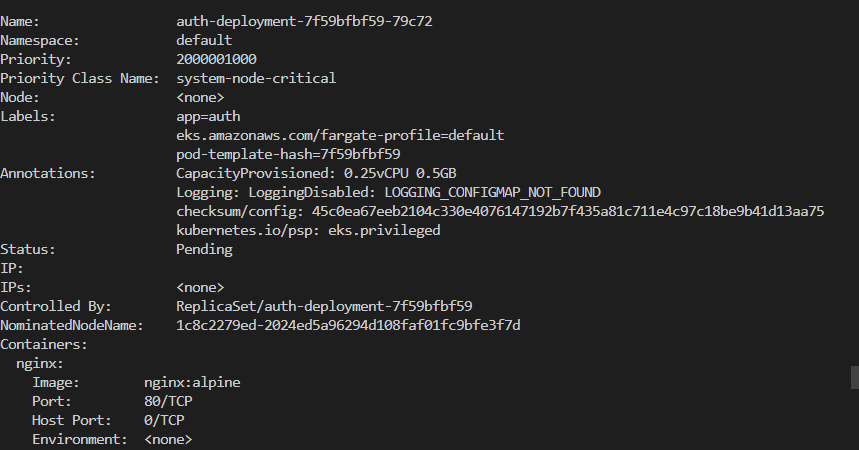 Name: auth-deployment-7f59bfbf59-79c72
Namespace: default
Priority: 2000001000
Priority Class Name: system-node-critical
Node: <none>
Labels: app=auth
eks.amazonaws.com/fargate-profile=default
pod-template-hash=7f59bfbf59
Annotations: CapacityProvisioned: 0.25vCPU 0.5GB
Logging: LoggingDisabled: LOGGING_CONFIGMAP_NOT_FOUND
checksum/config: 45c0ea67eeb2104c330e4076147192b7f435a81c711e4c97c18be9b41d13aa75
kubernetes.io/psp: eks.privileged
Status: Pending
IP:
IPs: <none>
Controlled By: ReplicaSet/auth-deployment-7f59bfbf59
NominatedNodeName: 1c8c2279ed-2024ed5a96294d108faf01fc9bfe3f7d
Containers:
nginx:
Image: nginx:alpine
Port: 80/TCP
Host Port: 0/TCP
Environment: <none>